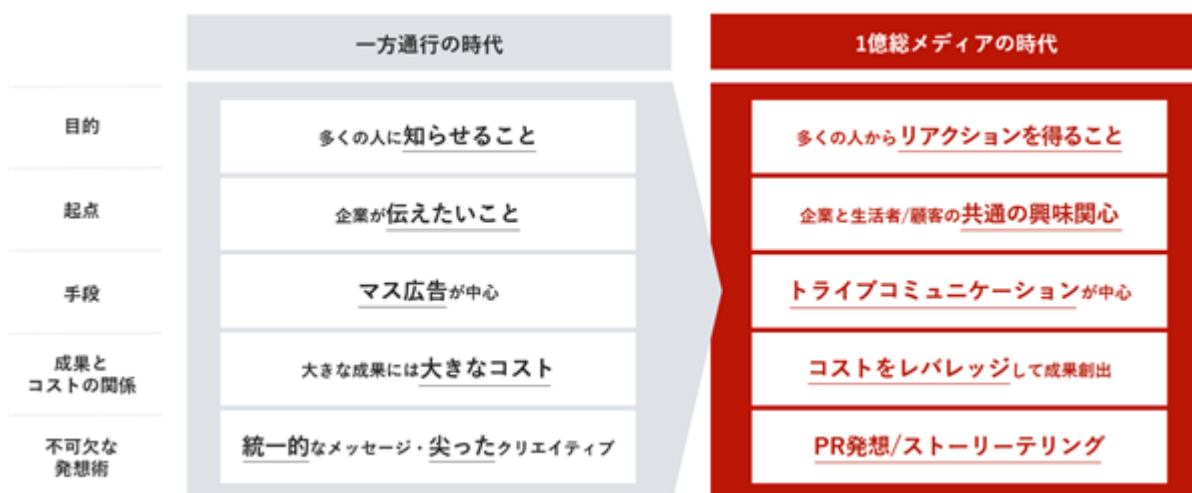 一方通行の時代
1億総メディアの時代
目的
多くの人に知らせること
多くの人からリアクションを得ること
起点
企業が伝えたいこと
企業と生活者/顧客の共通の興味関心
手段
マス広告が中心
トライブコミュニケーションが中心
成果と
コストの関係
大きな成果には大きなコスト
コストをレバレッジして成果創出
不可欠な
発想術
統一的なメッセージ・尖ったクリエイティブ
PR発想/ストーリーテリング